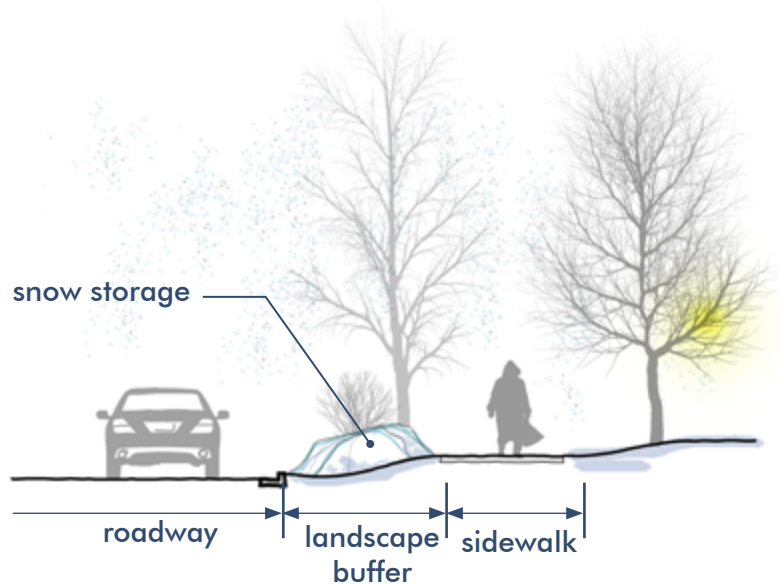 snow storage
roadway
landscape
buffer
sidewalk